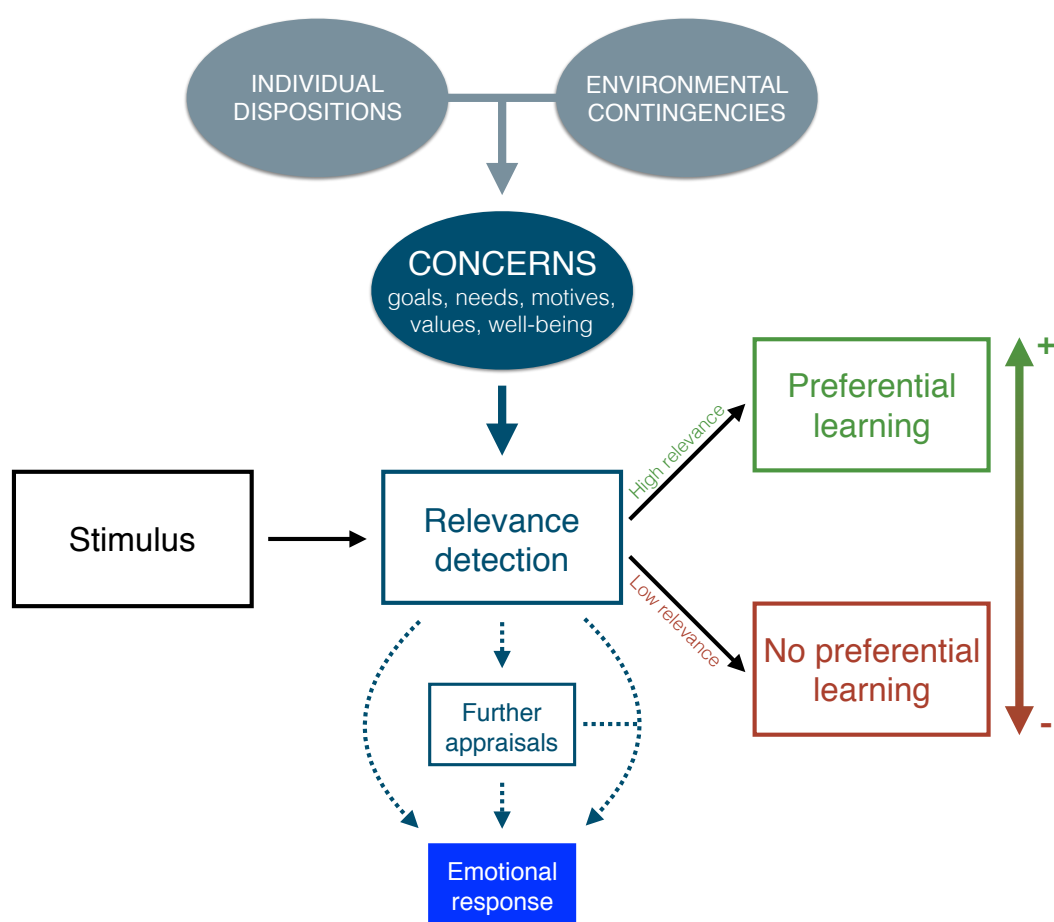 INDIVIDUAL
DISPOSITIONS
ENVIRONMENTAL
CONTINGENCIES
CONCERNS
goals, needs, motives,
values, well-being
Stimulus
Relevance
detection
High relevance
Low relevance
Preferential
learning
+
No preferential
learning
-
Further
appraisals
Emotional
response